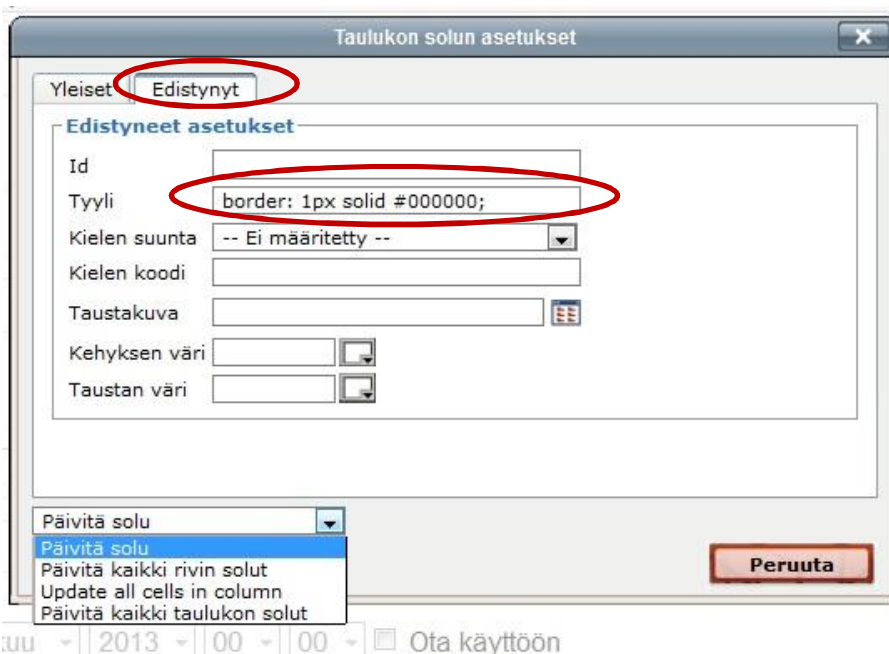 Taulukon solun asetukset
Yleiset Edistynyt
Edistyneet asetukset
Id
Tyyli border: 1px solid #000000;
Kielen suunta -- Ei määritetty --
Kielen koodi
Taustakuva
Kehyksen väri
Taustan väri
Päivitä solu
Päivitä solu
Päivitä kaikki rivin solut
Update all cells in column
Päivitä kaikki taulukon solut
Peruuta
2013 00 00 Ota käyttöön